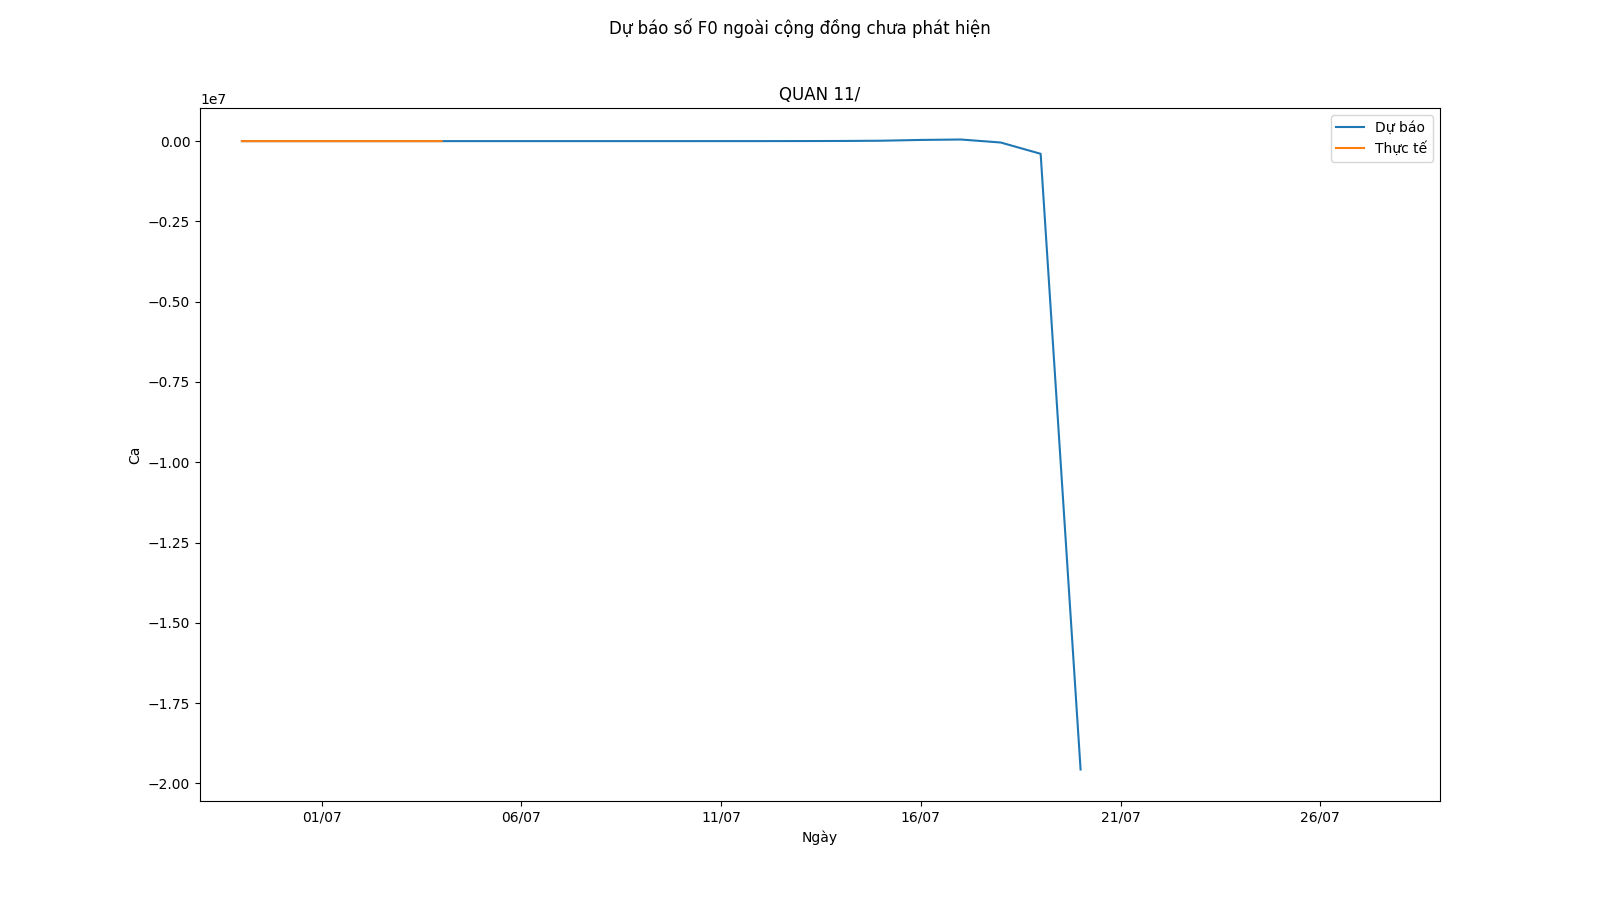 Dự báo số F0 ngoài cộng đồng chưa phát hiện
QUAN 11/
1e7
Dự báo
Thực tế
0.00
−0.25
−0.50
−0.75
−1.00
−1.25
−1.50
−1.75
−2.00
Ca
01/07 06/07 11/07 16/07 21/07 26/07
Ngày